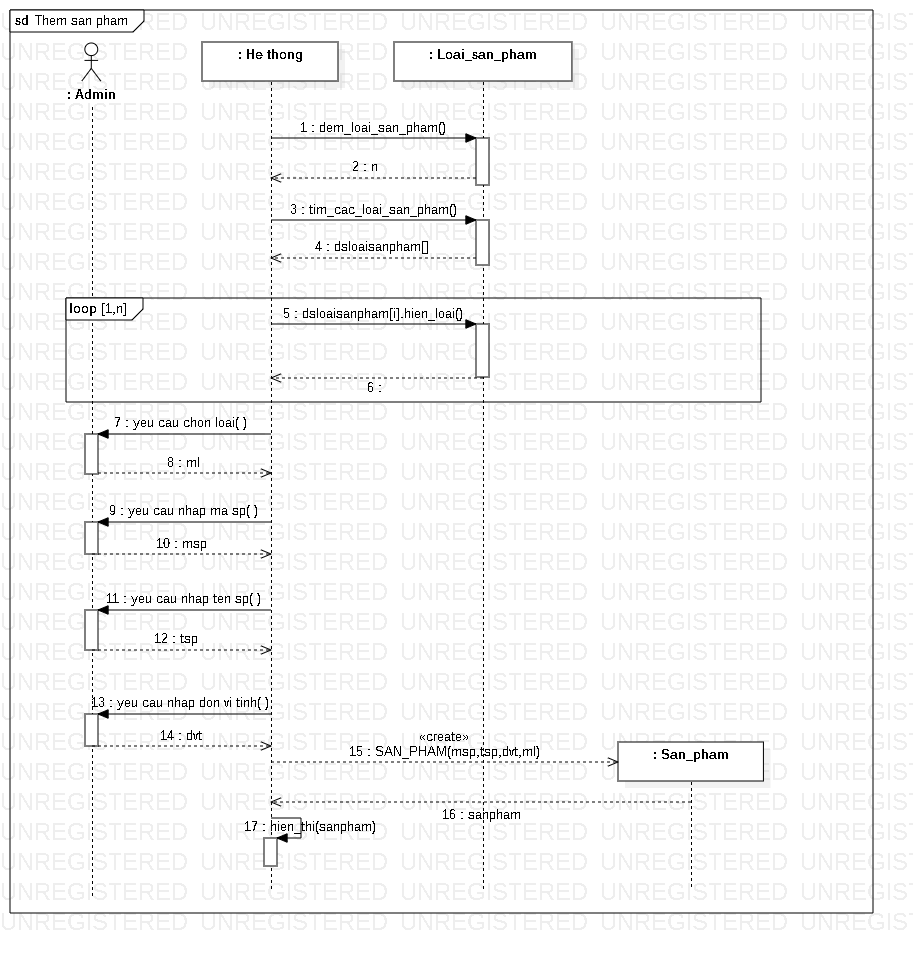 sd Them san pham
: Admin
: He thong
: Loai_san_pham
1 : dem_loai_san_pham()
2 : n
3 : tim_cac_loai_san_pham()
4 : dsloaisanpham[]
loop [1,n]
5 : dsloaisanpham[i].hien_loai()
6 :
7 : yeu cau chon loai( )
8 : ml
9 : yeu cau nhap ma sp( )
10 : msp
11 : yeu cau nhap ten sp( )
12 : tsp
13 : yeu cau nhap don vi tinh( )
14 : dvt
«create»
15 : SAN_PHAM(msp,tsp,dvt,ml)
: San_pham
16 : sanpham
17 : hien_thi(sanpham)
UNREGISTERED